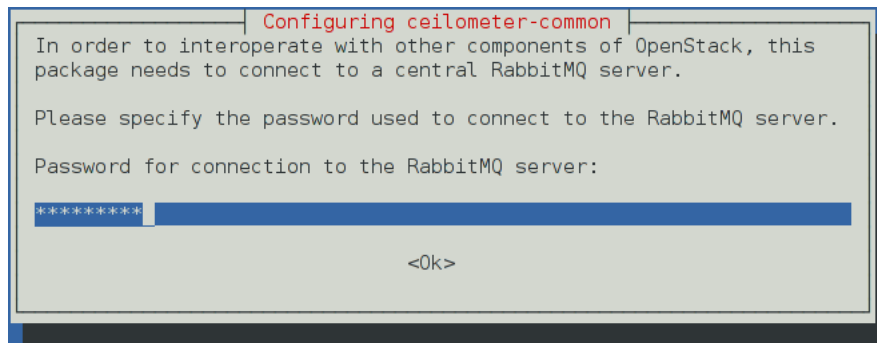 Configuring ceilometer-common
In order to interoperate with other components of OpenStack, this
package needs to connect to a central RabbitMQ server.
Please specify the password used to connect to the RabbitMQ server.
Password for connection to the RabbitMQ server:
*********
<Ok>